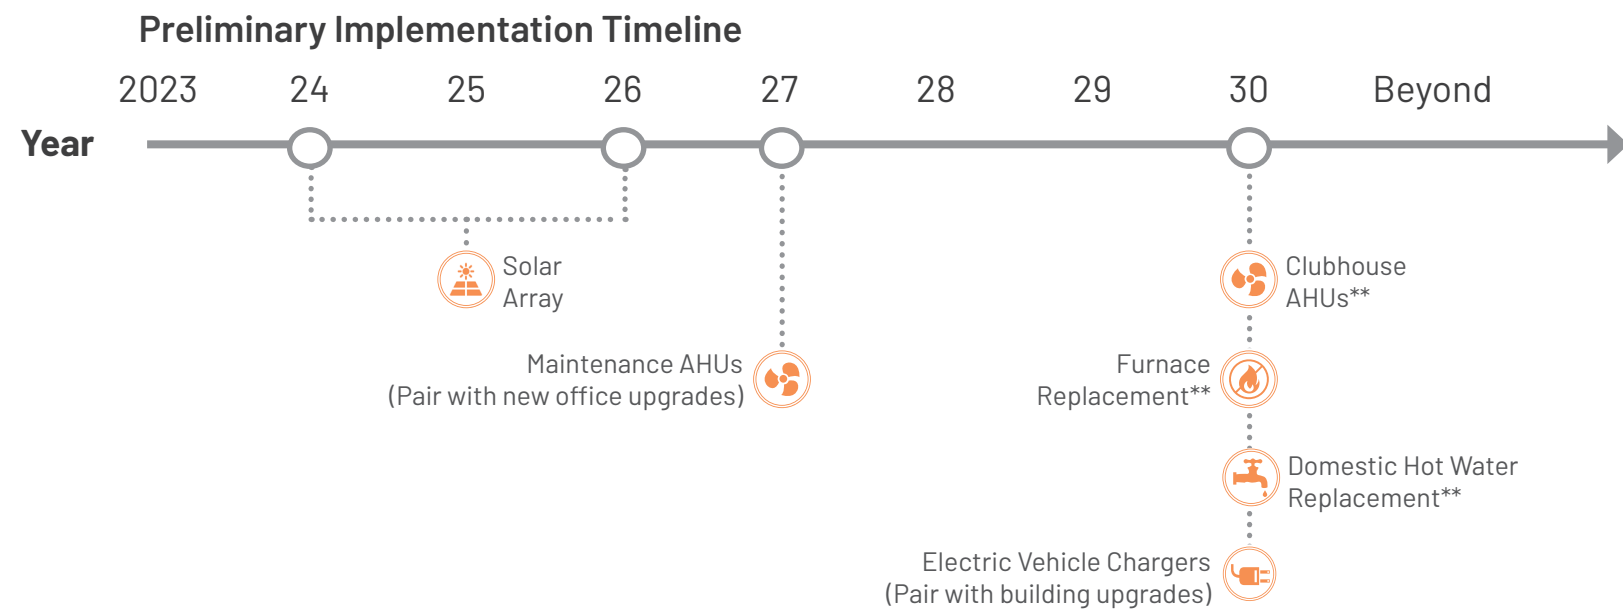 Preliminary Implementation Timeline
2023 24 25 26 27 28 29 30 Beyond
Year
Solar
Array
Clubhouse
AHUs**
Maintenance AHUs
(Pair with new office upgrades)
Furnace
Replacement**
Domestic Hot Water
Replacement**
Electric Vehicle Chargers
(Pair with building upgrades)